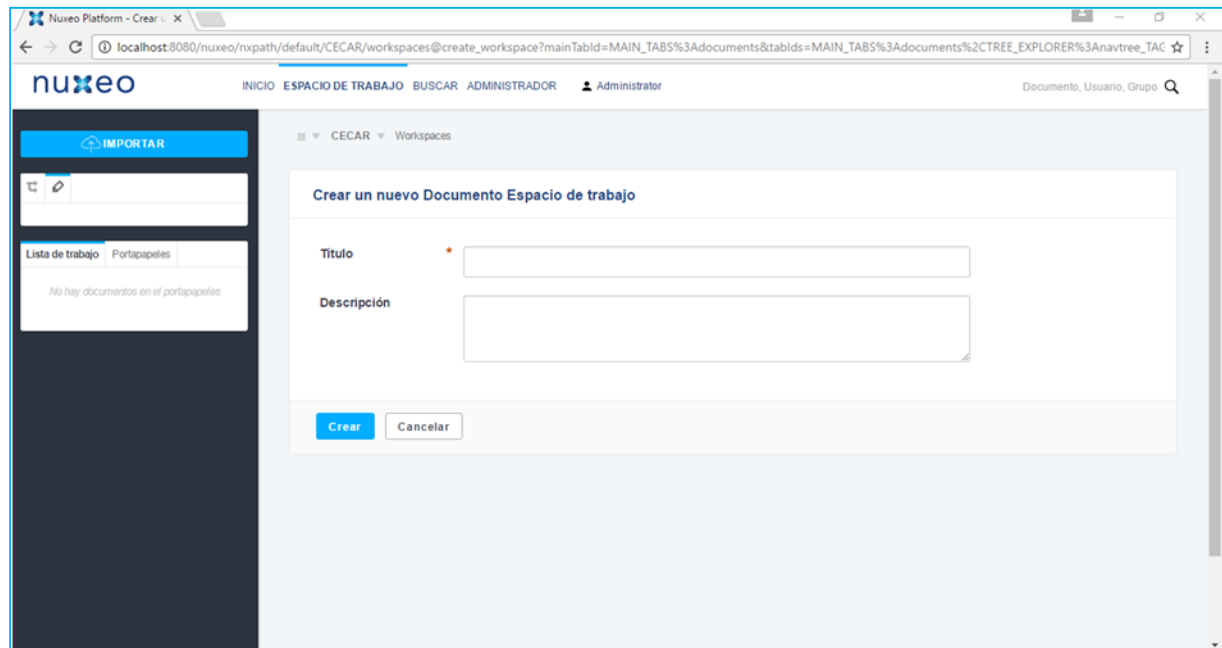 Nuxeo Platform - Crear u
localhost:8080/nuxeo/nxpath/default/CECAR/workspaces@create_workspace?mainTabId=MAIN_TABS%3Adocuments&tabIds=MAIN_TABS%3Adocuments%2CTREE_EXPLORER%3Anavtree_TAG
nuxeo INICIO ESPACIO DE TRABAJO BUSCAR ADMINISTRADOR Administrator Documento, Usuario, Grupo
IMPORTAR
CECAR Workspaces
Crear un nuevo Documento Espacio de trabajo
Lista de trabajo Portapapeles
No hay documentos en el portapapeles
Título *
Descripción
Crear Cancelar